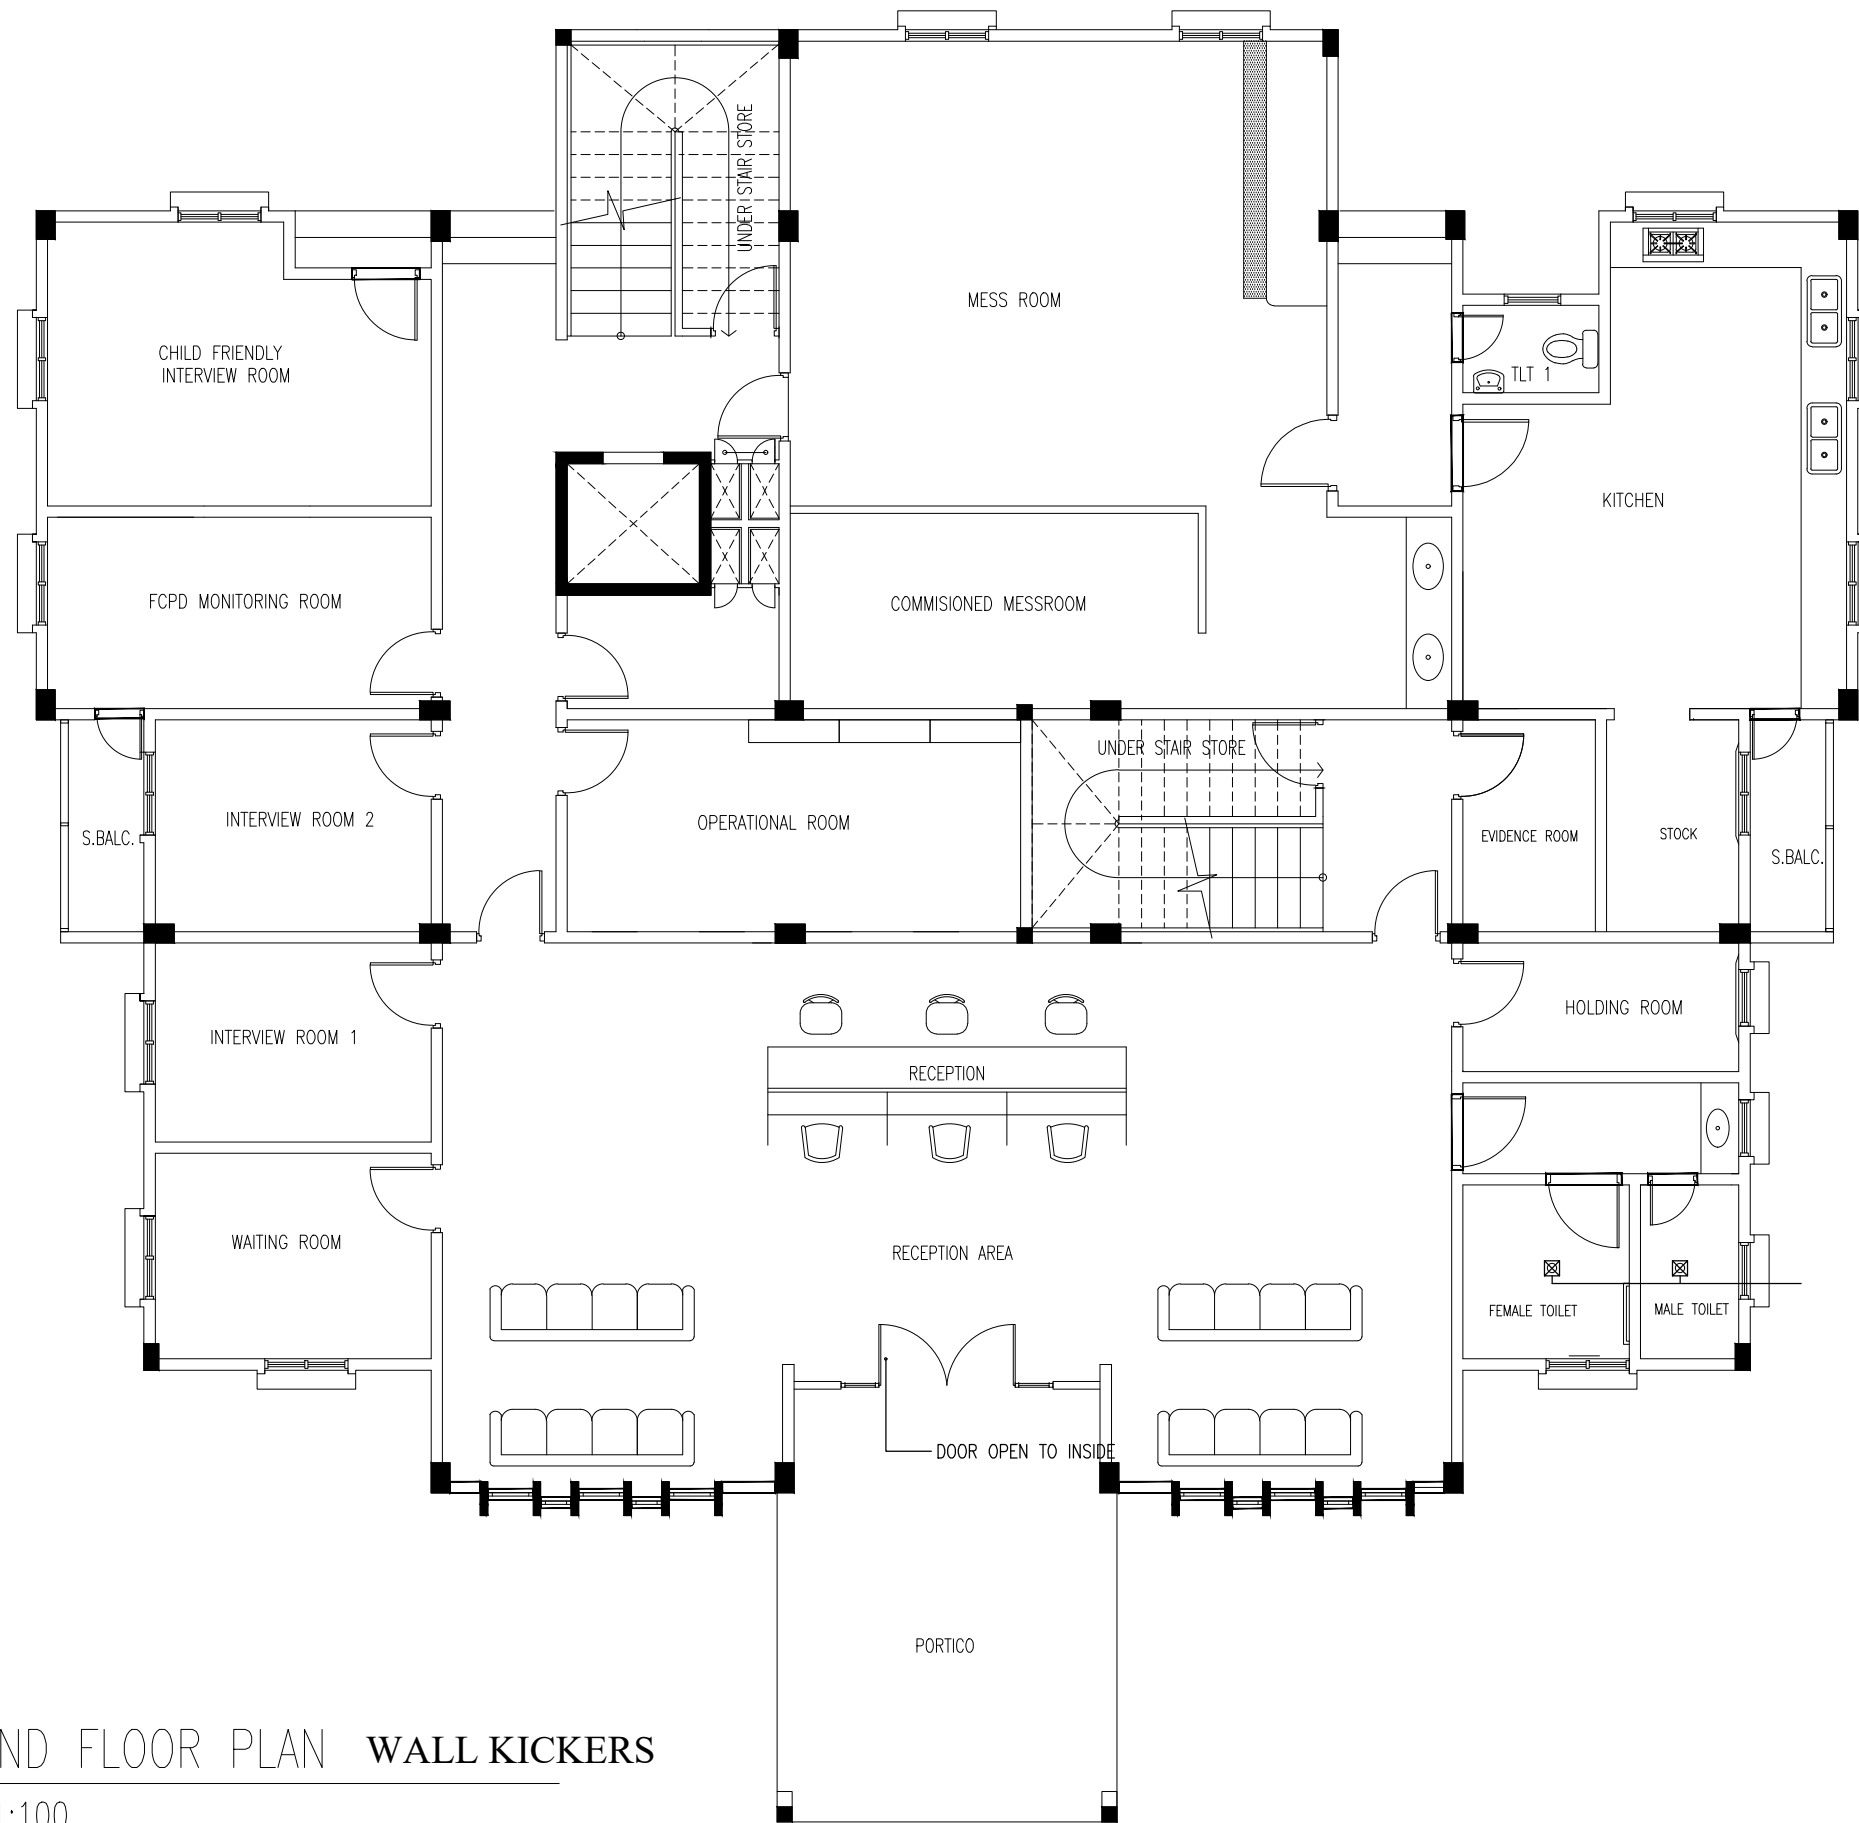 UNDER STAIR STORE
MESS ROOM
CHILD FRIENDLY
INTERVIEW ROOM
TLT 1
KITCHEN
FCPD MONITORING ROOM
COMMISIONED MESSROOM
UNDER STAIR STORE
INTERVIEW ROOM 2
OPERATIONAL ROOM
S.BALC.
EVIDENCE ROOM
STOCK
S.BALC.
INTERVIEW ROOM 1
HOLDING ROOM
RECEPTION
WAITING ROOM
RECEPTION AREA
FEMALE TOILET
MALE TOILET
DOOR OPEN TO INSIDE
PORTICO
ND FLOOR PLAN WALL KICKERS
:100